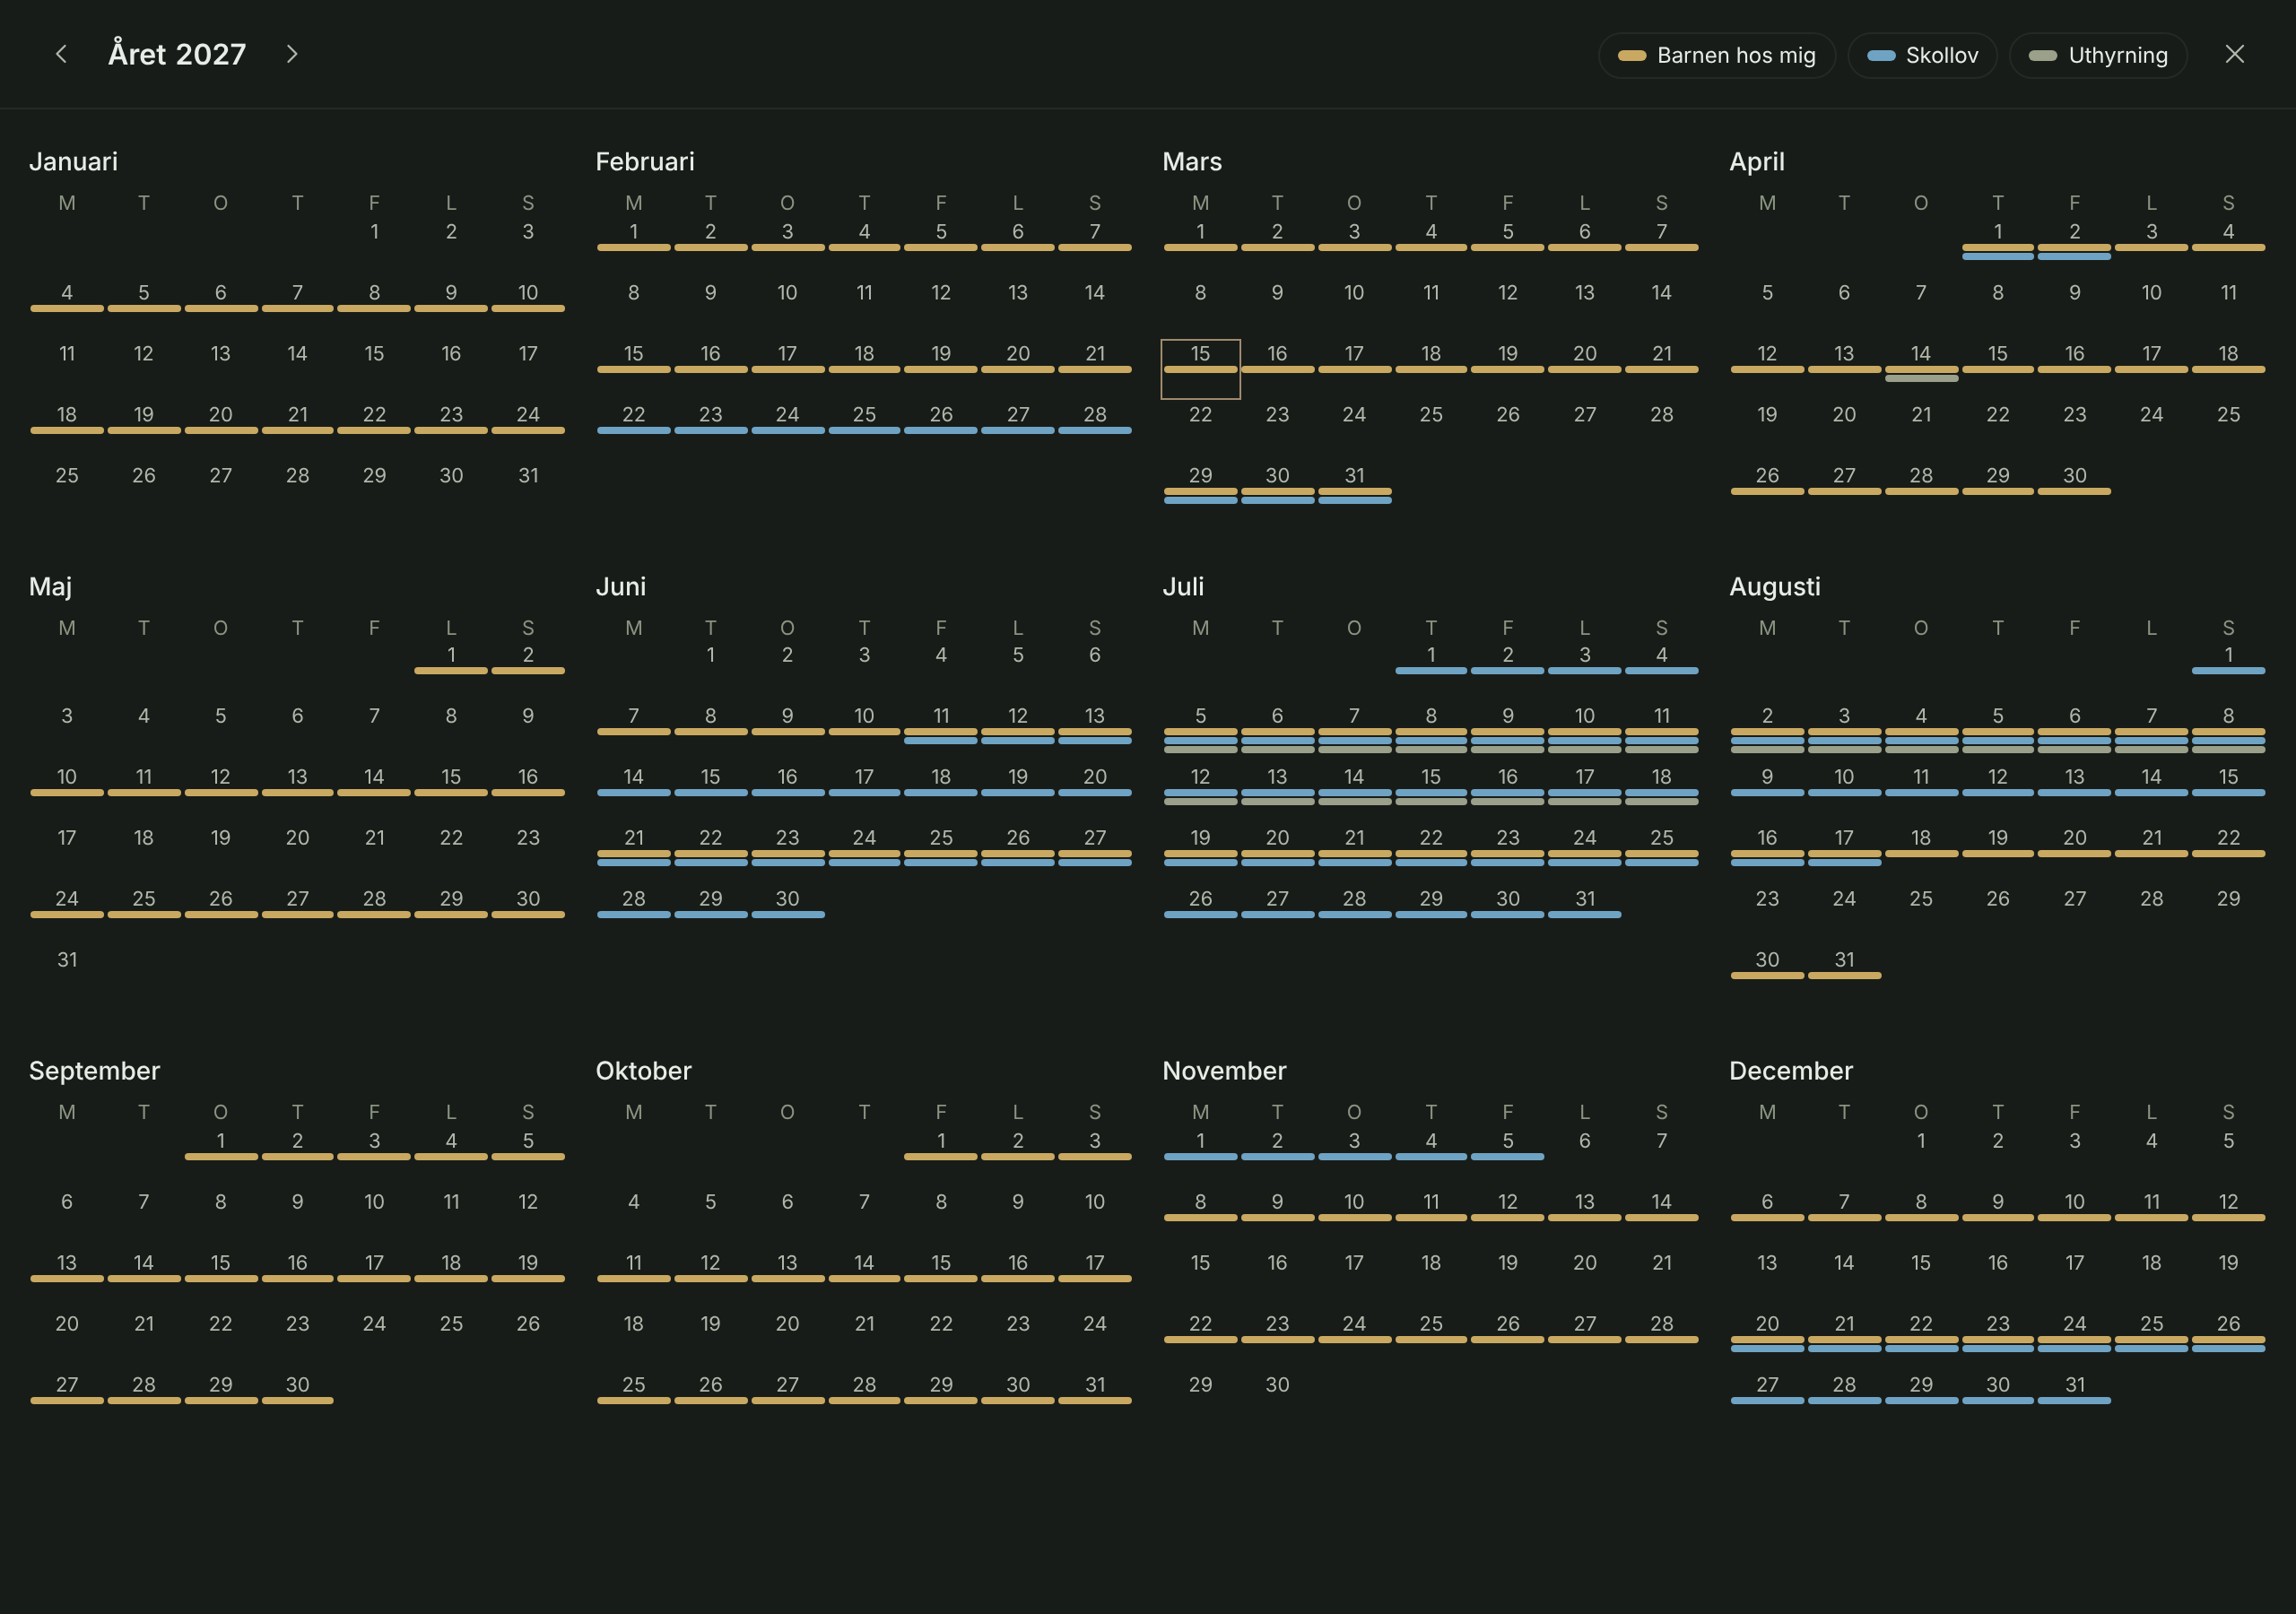 Året 2027 Barnen hos mig Skollov Uthyrning
Januari
M T O T F L S
1 2 3
4 5 6 7 8 9 10
11 12 13 14 15 16 17
18 19 20 21 22 23 24
25 26 27 28 29 30 31
Februari
M T O T F L S
1 2 3 4 5 6 7
8 9 10 11 12 13 14
15 16 17 18 19 20 21
22 23 24 25 26 27 28
Mars
M T O T F L S
1 2 3 4 5 6 7
8 9 10 11 12 13 14
15 16 17 18 19 20 21
22 23 24 25 26 27 28
29 30 31
April
M T O T F L S
1 2 3 4
5 6 7 8 9 10 11
12 13 14 15 16 17 18
19 20 21 22 23 24 25
26 27 28 29 30
Maj
M T O T F L S
1 2
3 4 5 6 7 8 9
10 11 12 13 14 15 16
17 18 19 20 21 22 23
24 25 26 27 28 29 30
31
Juni
M T O T F L S
1 2 3 4 5 6
7 8 9 10 11 12 13
14 15 16 17 18 19 20
21 22 23 24 25 26 27
28 29 30
Juli
M T O T F L S
1 2 3 4
5 6 7 8 9 10 11
12 13 14 15 16 17 18
19 20 21 22 23 24 25
26 27 28 29 30 31
Augusti
M T O T F L S
1
2 3 4 5 6 7 8
9 10 11 12 13 14 15
16 17 18 19 20 21 22
23 24 25 26 27 28 29
30 31
September
M T O T F L S
1 2 3 4 5
6 7 8 9 10 11 12
13 14 15 16 17 18 19
20 21 22 23 24 25 26
27 28 29 30
Oktober
M T O T F L S
1 2 3
4 5 6 7 8 9 10
11 12 13 14 15 16 17
18 19 20 21 22 23 24
25 26 27 28 29 30 31
November
M T O T F L S
1 2 3 4 5 6 7
8 9 10 11 12 13 14
15 16 17 18 19 20 21
22 23 24 25 26 27 28
29 30
December
M T O T F L S
1 2 3 4 5
6 7 8 9 10 11 12
13 14 15 16 17 18 19
20 21 22 23 24 25 26
27 28 29 30 31